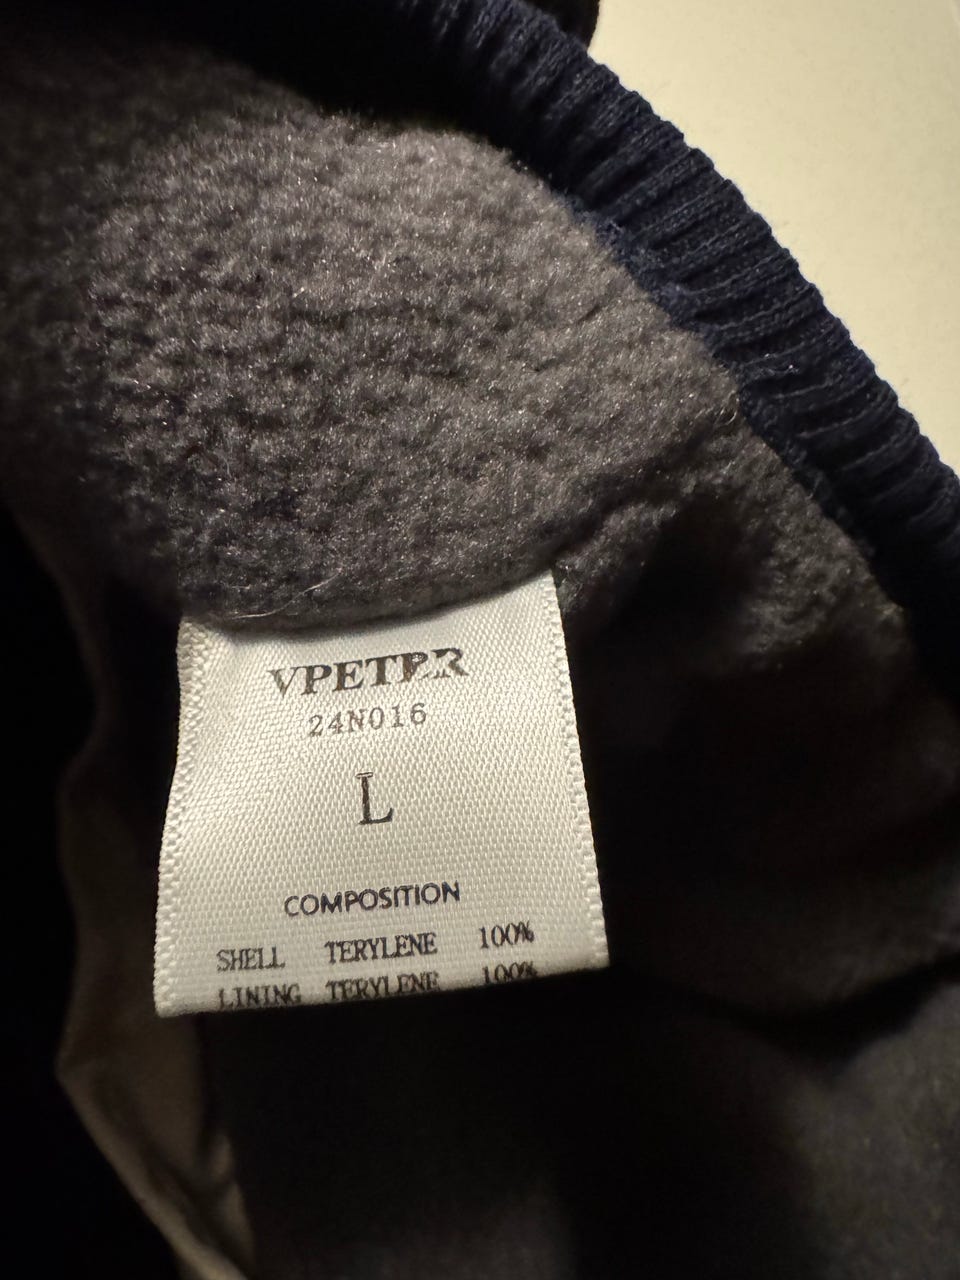 VPETER
24N016
L
COMPOSITION
SHELL TERYLENE 100%
LINING TERYLENE 100%